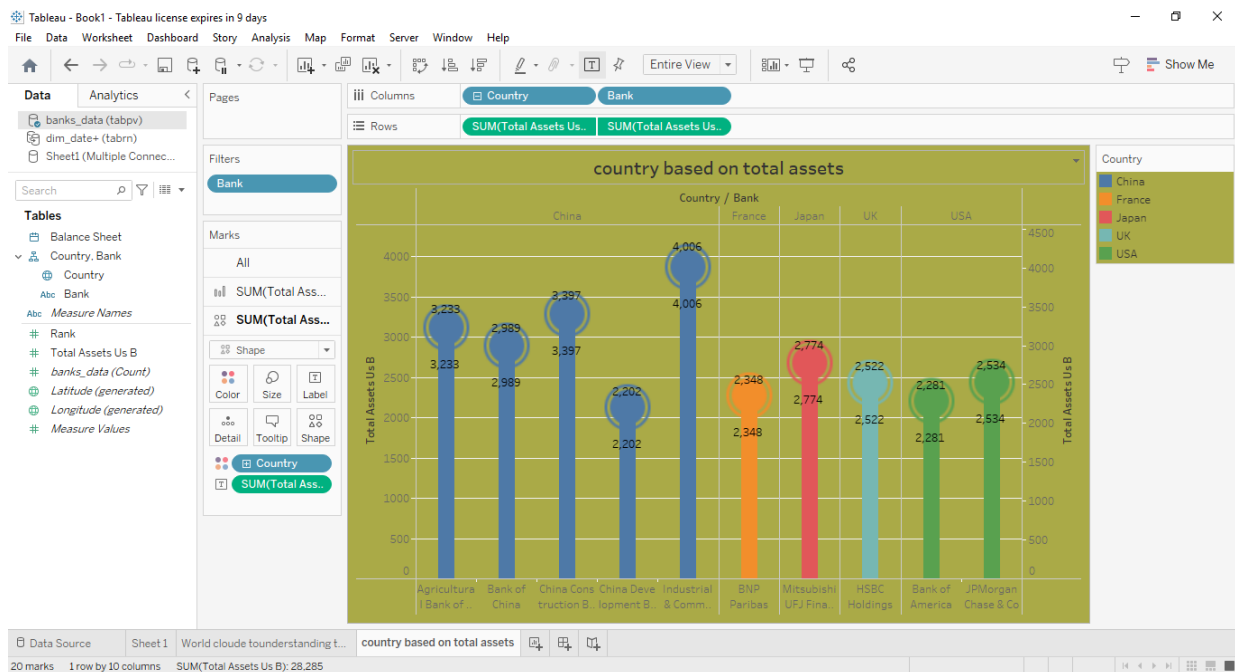 Tableau - Book1 - Tableau license expires in 9 days
File Data Worksheet Dashboard Story Analysis Map Format Server Window Help
Entire View
Show Me
Data Analytics
banks_data (tabpv)
dim_date+ (tabrn)
Sheet1 (Multiple Connec...
Search
Tables
Balance Sheet
Country, Bank
Country
Abc Bank
Abc Measure Names
# Rank
# Total Assets Us B
# banks_data (Count)
Latitude (generated)
Longitude (generated)
# Measure Values
Pages
Filters
Bank
Marks
All
SUM(Total Ass...
SUM(Total Ass...
Shape
Color Size Label
Detail Tooltip Shape
Country
SUM(Total Ass..
Columns Country Bank
Rows SUM(Total Assets Us.. SUM(Total Assets Us..
country based on total assets
Country / Bank
China France Japan UK USA
Total Assets Us B
4000
3500
3000
2500
2000
1500
1000
500
0
3,233
3,233
2,989
2,989
3,397
3,397
2,202
2,202
4,006
4,006
2,348
2,348
2,774
2,774
2,522
2,522
2,281
2,281
2,534
2,534
4500
4000
3500
3000
2500
2000
1500
1000
500
0
Total Assets Us B
Agricultura Bank of China Cons China Deve Industrial BNP Mitsubishi HSBC Bank of JPMorgan
l Bank of .. China truction B.. lopment B.. & Comm.. Paribas UFJ Fina.. Holdings America Chase & Co
Country
China
France
Japan
UK
USA
Data Source Sheet 1 World cloude tounderstanding t... country based on total assets
20 marks 1 row by 10 columns SUM(Total Assets Us B): 28,285